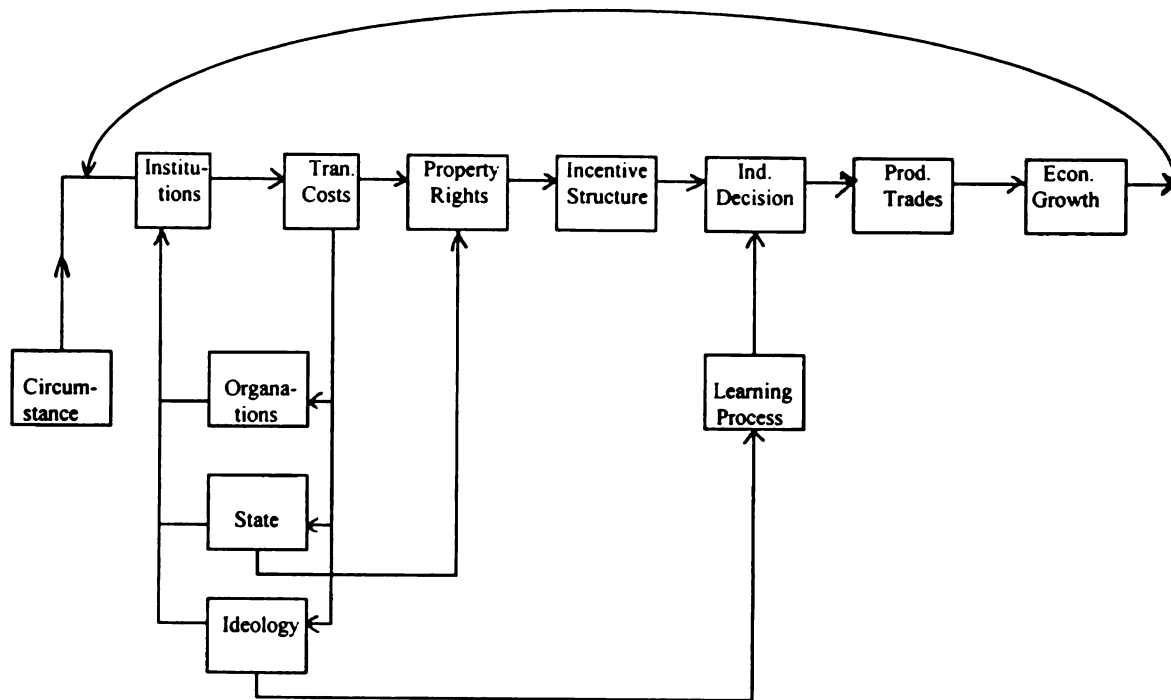 Institu-
tions
Tran.
Costs
Property
Rights
Incentive
Structure
Ind.
Decision
Prod.
Trades
Econ.
Growth
Circum-
stance
Organa-
tions
Learning
Process
State
Ideology